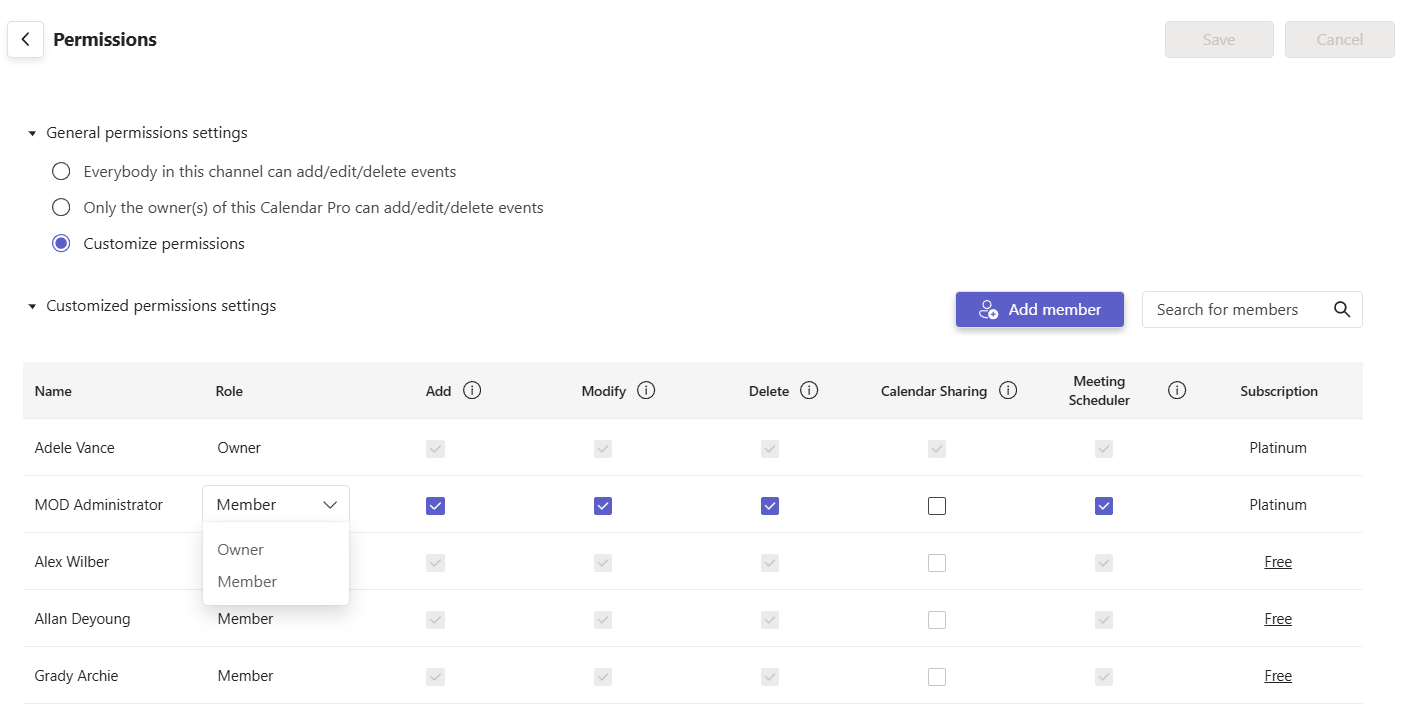 Permissions
Save
Cancel
General permissions settings
Everybody in this channel can add/edit/delete events
Only the owner(s) of this Calendar Pro can add/edit/delete events
Customize permissions
Customized permissions settings
Add member
Search for members
Name Role Add Modify Delete Calendar Sharing Meeting Scheduler Subscription
Adele Vance Owner Platinum
MOD Administrator Member Platinum
Owner
Alex Wilber Free
Member
Allan Deyoung Member Free
Grady Archie Member Free